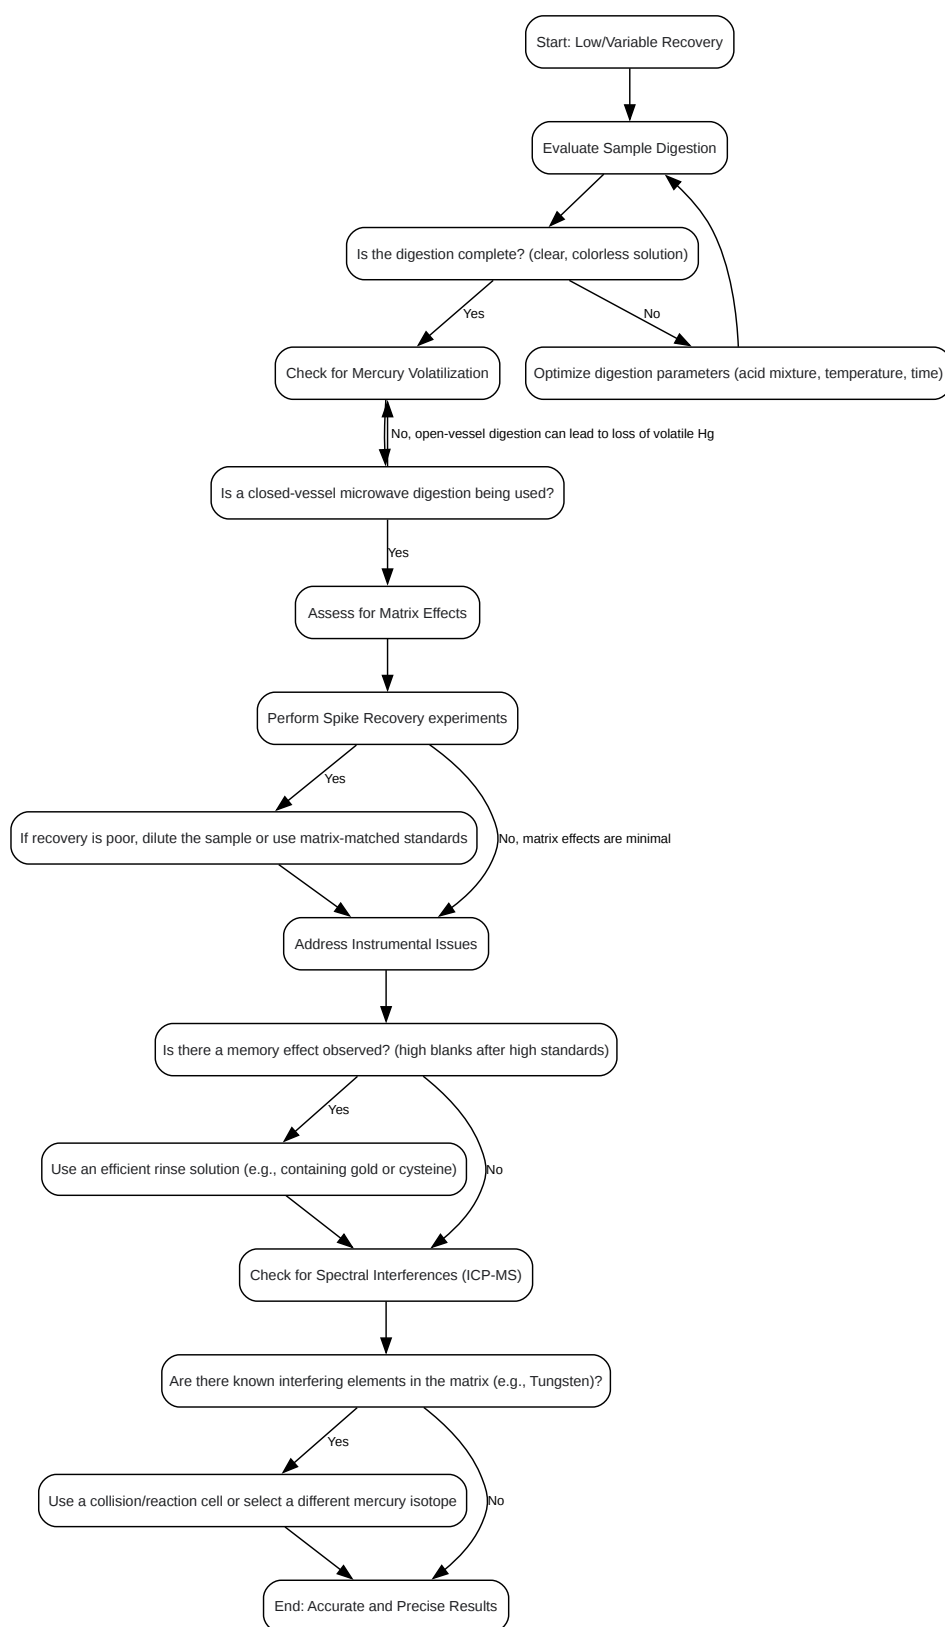 Start: Low/Variable Recovery
Evaluate Sample Digestion
Is the digestion complete? (clear, colorless solution)
Yes
No
Check for Mercury Volatilization
Optimize digestion parameters (acid mixture, temperature, time)
No, open-vessel digestion can lead to loss of volatile Hg
Is a closed-vessel microwave digestion being used?
Yes
Assess for Matrix Effects
Perform Spike Recovery experiments
Yes
If recovery is poor, dilute the sample or use matrix-matched standards
No, matrix effects are minimal
Address Instrumental Issues
Is there a memory effect observed? (high blanks after high standards)
Yes
Use an efficient rinse solution (e.g., containing gold or cysteine)
No
Check for Spectral Interferences (ICP-MS)
Are there known interfering elements in the matrix (e.g., Tungsten)?
Yes
Use a collision/reaction cell or select a different mercury isotope
No
End: Accurate and Precise Results